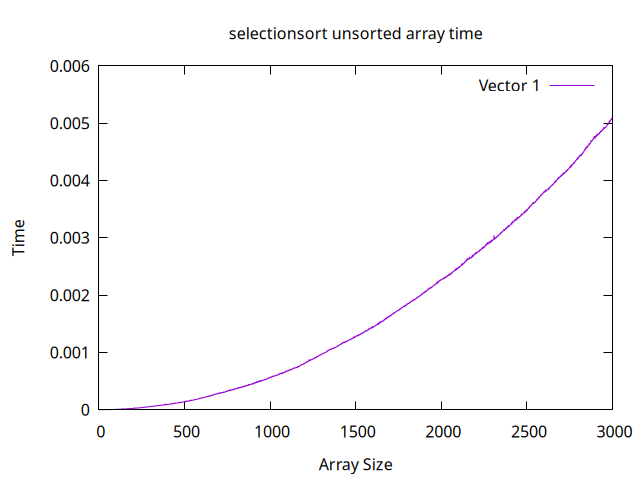 selectionsort unsorted array time
0.006
Vector 1
0.005
0.004
0.003
0.002
0.001
0
Time
0 500 1000 1500 2000 2500 3000
Array Size